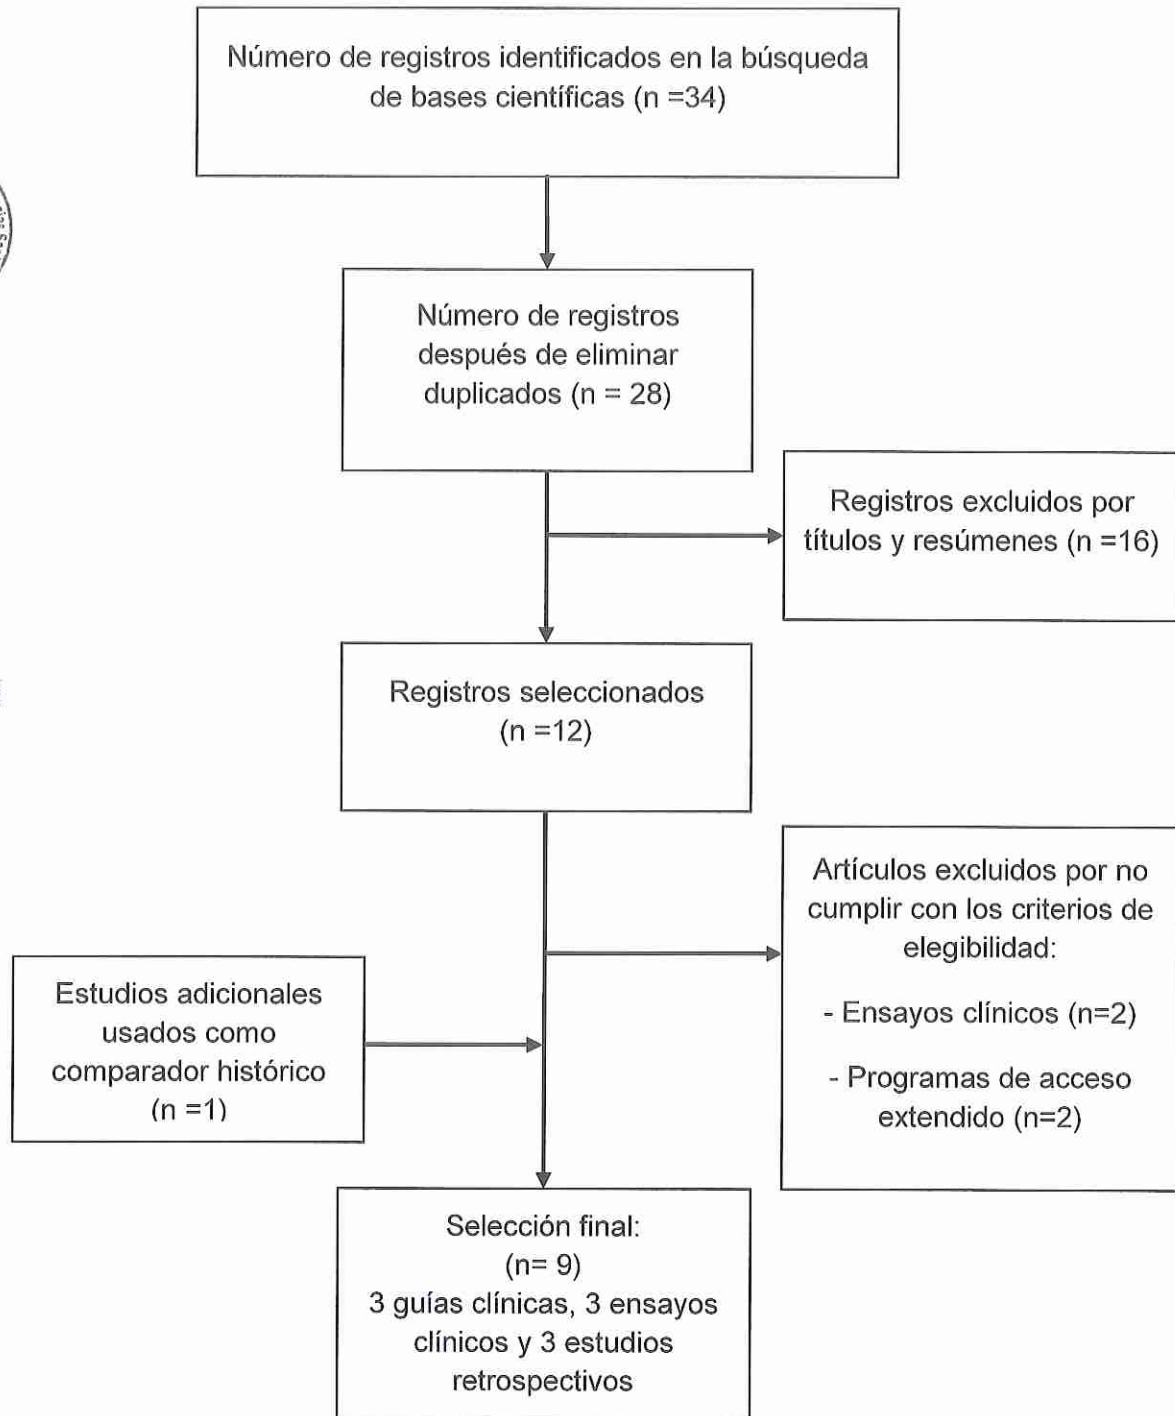 Número de registros identificados en la búsqueda
de bases científicas (n =34)
Número de registros
después de eliminar
duplicados (n = 28)
Registros excluidos por
títulos y resúmenes (n =16)
Registros seleccionados
(n =12)
Artículos excluidos por no
cumplir con los criterios de
elegibilidad:
- Ensayos clínicos (n=2)
- Programas de acceso
extendido (n=2)
Estudios adicionales
usados como
comparador histórico
(n =1)
Selección final:
(n= 9)
3 guías clínicas, 3 ensayos
clínicos y 3 estudios
retrospectivos